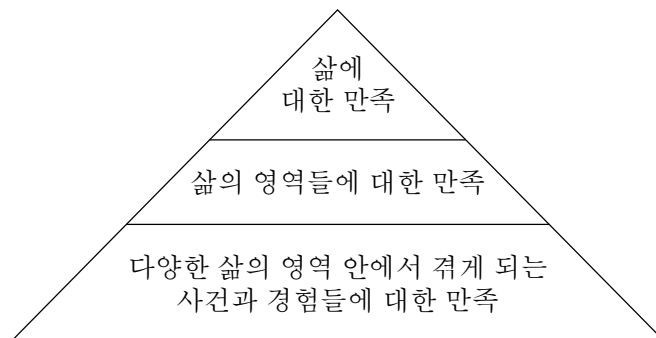 삶에
대한 만족
삶의 영역들에 대한 만족
다양한 삶의 영역 안에서 겪게 되는
사건과 경험들에 대한 만족